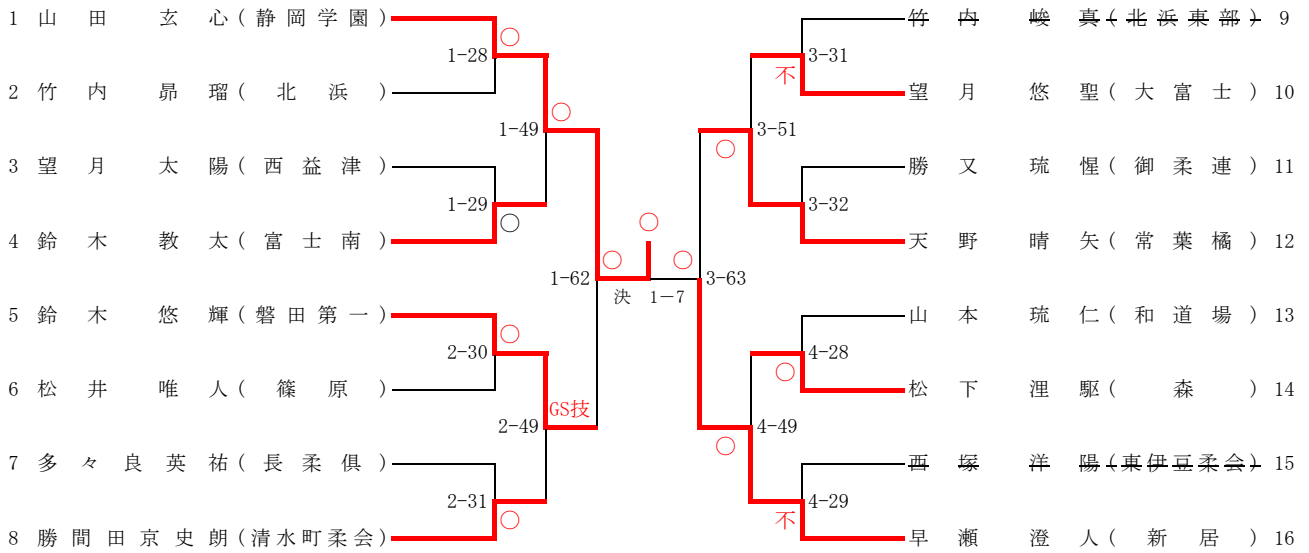 1 山田 玄心(静岡学園)
1-28 ○
2 竹内 昴瑠(北浜)
1-49 ○
3 望月 太陽(西益津)
1-29 ○
4 鈴木 教太(富士南)
1-62 ○
5 鈴木 悠輝(磐田第一)
2-30 ○
6 松井 唯人(篠原)
2-49 GS技
7 多々良英祐(長柔倶)
2-31 ○
8 勝間田京史朗(清水町柔会)
○
決 1-7
竹内 峻真(北浜東部) 9
不 3-31
望月 悠聖(大富士) 10
○ 3-51
勝又 琉惺(御柔連) 11
3-32
天野 晴矢(常葉橘) 12
○ 3-63
山本 琉仁(和道場) 13
○ 4-28
松下 浬駆(森) 14
○ 4-49
西塚 洋陽(東伊豆柔会) 15
不 4-29
早瀬 澄人(新居) 16